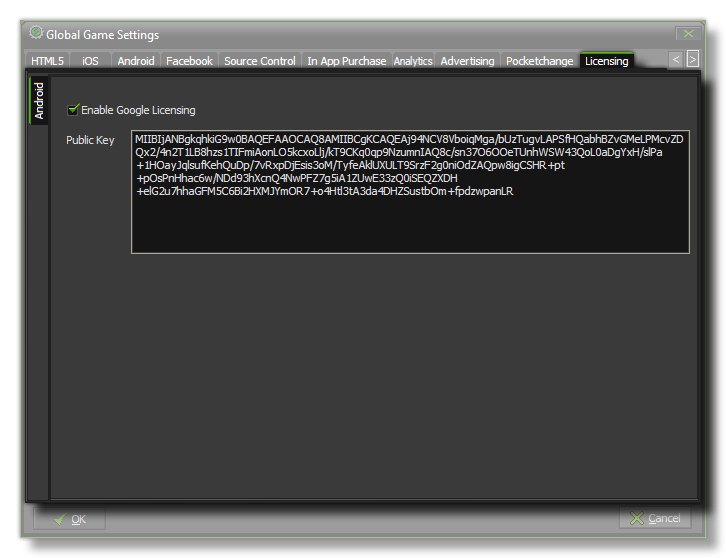 Global Game Settings
HTML5 iOS Android Facebook Source Control In App Purchase Analytics Advertising Pocketchange Licensing < >
Android
Enable Google Licensing
Public Key
MIIBIjANBgkqhkiG9w0BAQEFAAOCAQ8AMIIBCgKCAQEAj94NCV8VboiqMga/bUzTugvLAPSfHQabhBZvGMeLPMcvZD
Qx2/4n2T1LB8hzs1TIFmiAonLO5kcxoLlj/kT9CKq0qp9NzumnIAQ8c/sn37O6OOeTUnhWSW43QoL0aDgYxH/slPa
+1HOayJqlsufKehQuDp/7vRxpDjEsis3oM/TyfeAklUXULT9SrzF2g0niOdZAQpw8igCSHR+pt
+pOsPnHhac6w/NDd93hXcnQ4NwPFZ7g5iA1ZUwE33zQ0iSEQZXDH
+elG2u7hhaGFM5C6Bi2HXMJYmOR7+o4Htl3tA3da4DHZSustbOm+fpdzwpanLR
OK Cancel